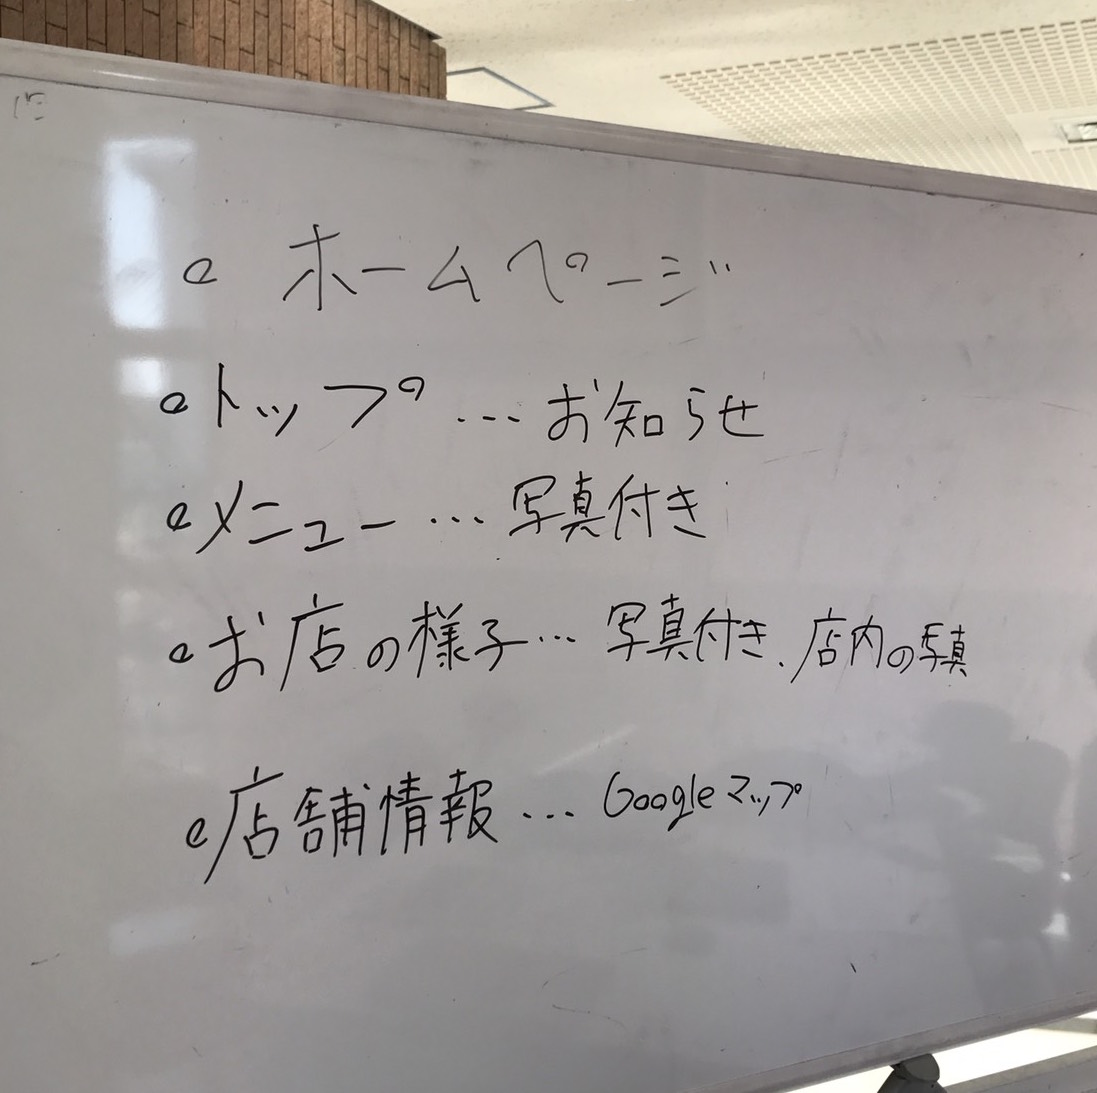 ・ホームページ
・トップ…お知らせ
・メニュー…写真付き
・お店の様子…写真付き、店内の写真
・店舗情報…Googleマップ